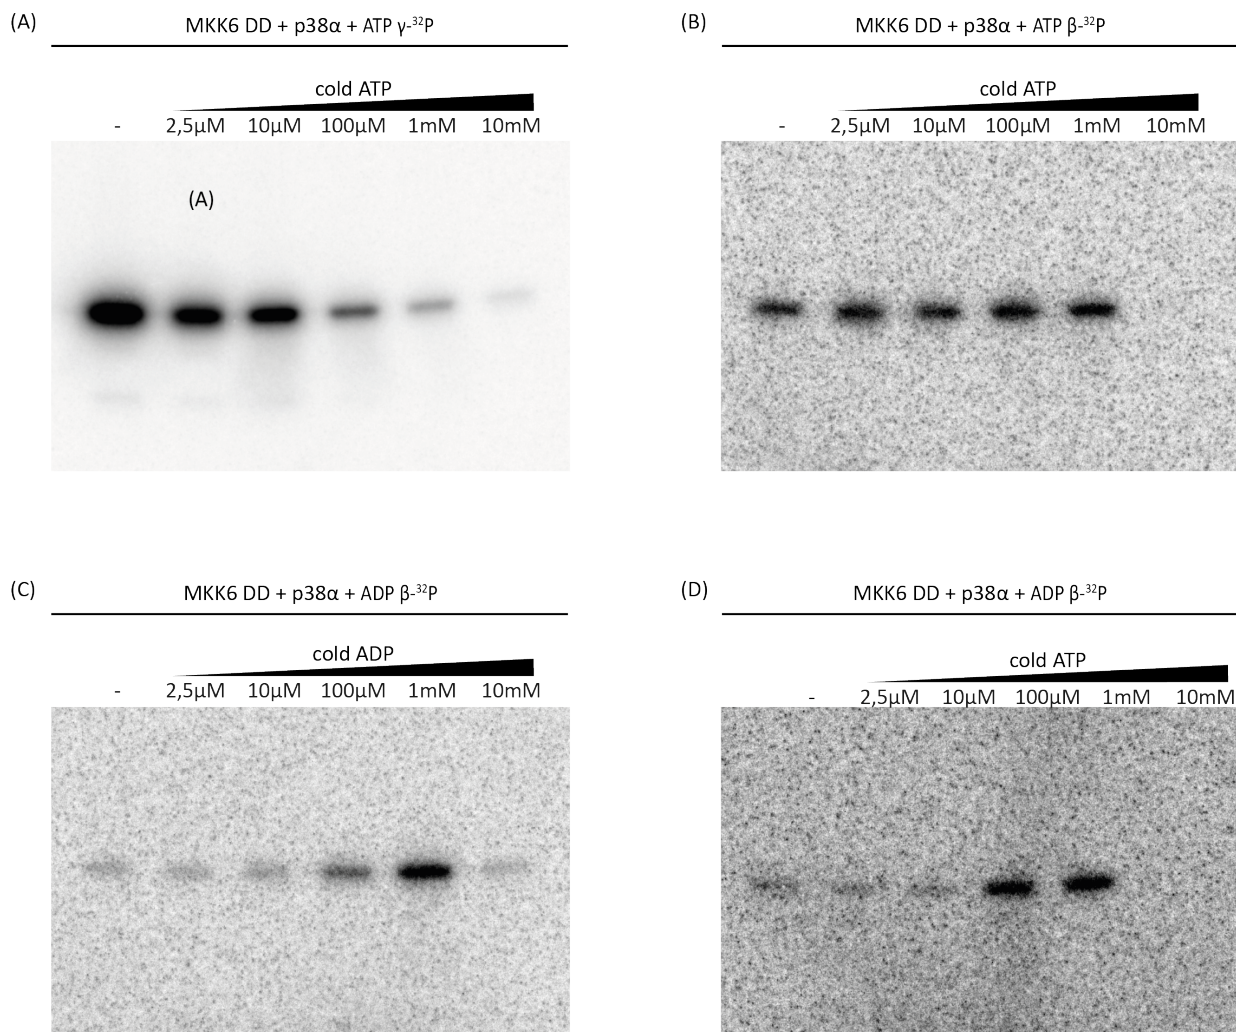 (A)
MKK6 DD + p38α + ATP γ-³²P
cold ATP
- 2,5µM 10µM 100µM 1mM 10mM
(A)
(B)
MKK6 DD + p38α + ATP β-³²P
cold ATP
- 2,5µM 10µM 100µM 1mM 10mM
(C)
MKK6 DD + p38α + ADP β-³²P
cold ADP
- 2,5µM 10µM 100µM 1mM 10mM
(D)
MKK6 DD + p38α + ADP β-³²P
cold ATP
- 2,5µM 10µM 100µM 1mM 10mM